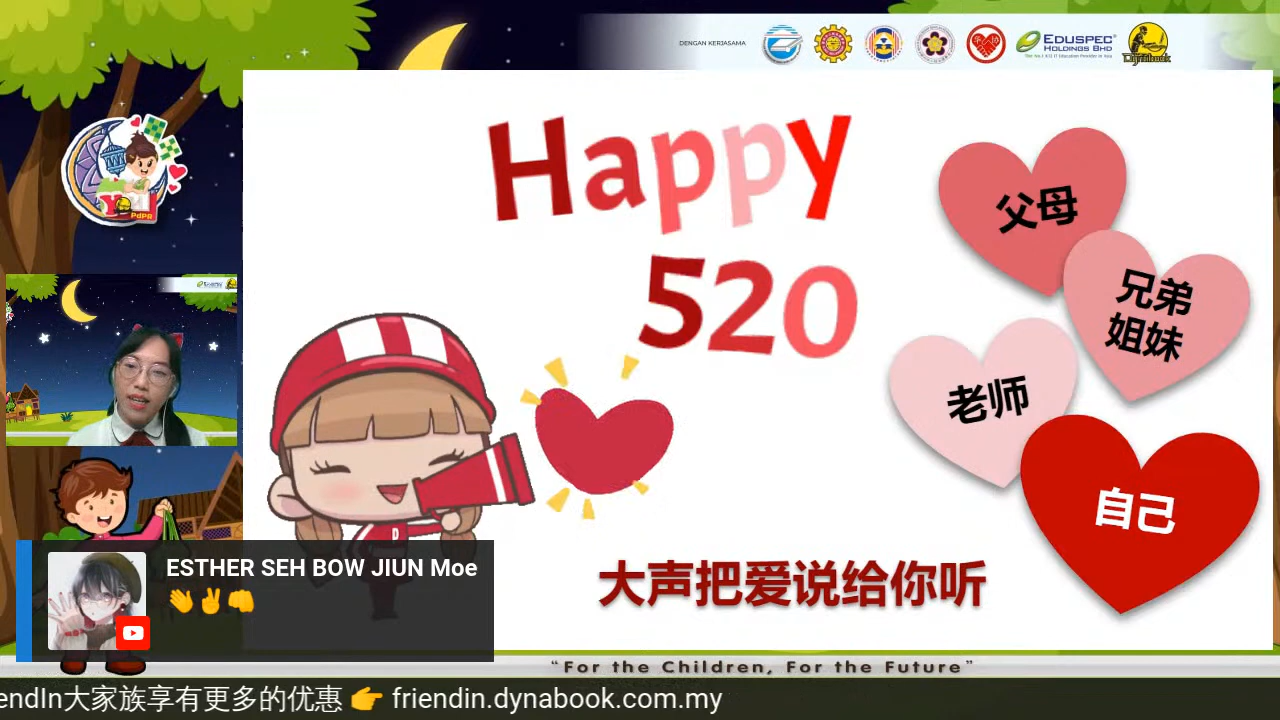 DENGAN KERJASAMA
EDUSPEC
HOLDINGS BHD
Dynabook
PdPR
Happy
520
父母
兄弟
姐妹
老师
自己
D
大声把爱说给你听
ESTHER SEH BOW JIUN Moe
👋✌👊
“For the Children, For the Future”
endIn大家族享有更多的优惠 👉 friendin.dynabook.com.my